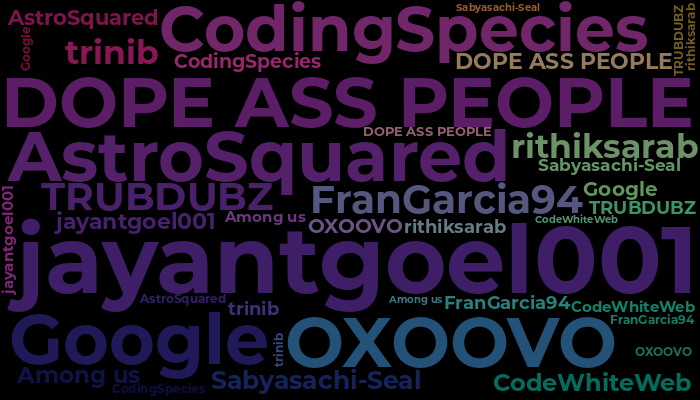 AstroSquared
CodingSpecies
Sabyasachi-Seal
TRUBDUBZ
rithiksarab
Google
trinib
CodingSpecies
DOPE ASS PEOPLE
DOPE ASS PEOPLE
DOPE ASS PEOPLE
AstroSquared
rithiksarab
Sabyasachi-Seal
jayantgoel001
TRUBDUBZ
FranGarcia94
Google
TRUBDUBZ
jayantgoel001
Among us
OXOOVO
rithiksarab
CodeWhiteWeb
jayantgoel001
AstroSquared
trinib
Among us
FranGarcia94
CodeWhiteWeb
Google
trinib
OXOOVO
FranGarcia94
OXOOVO
Among us
CodingSpecies
Sabyasachi-Seal
CodeWhiteWeb